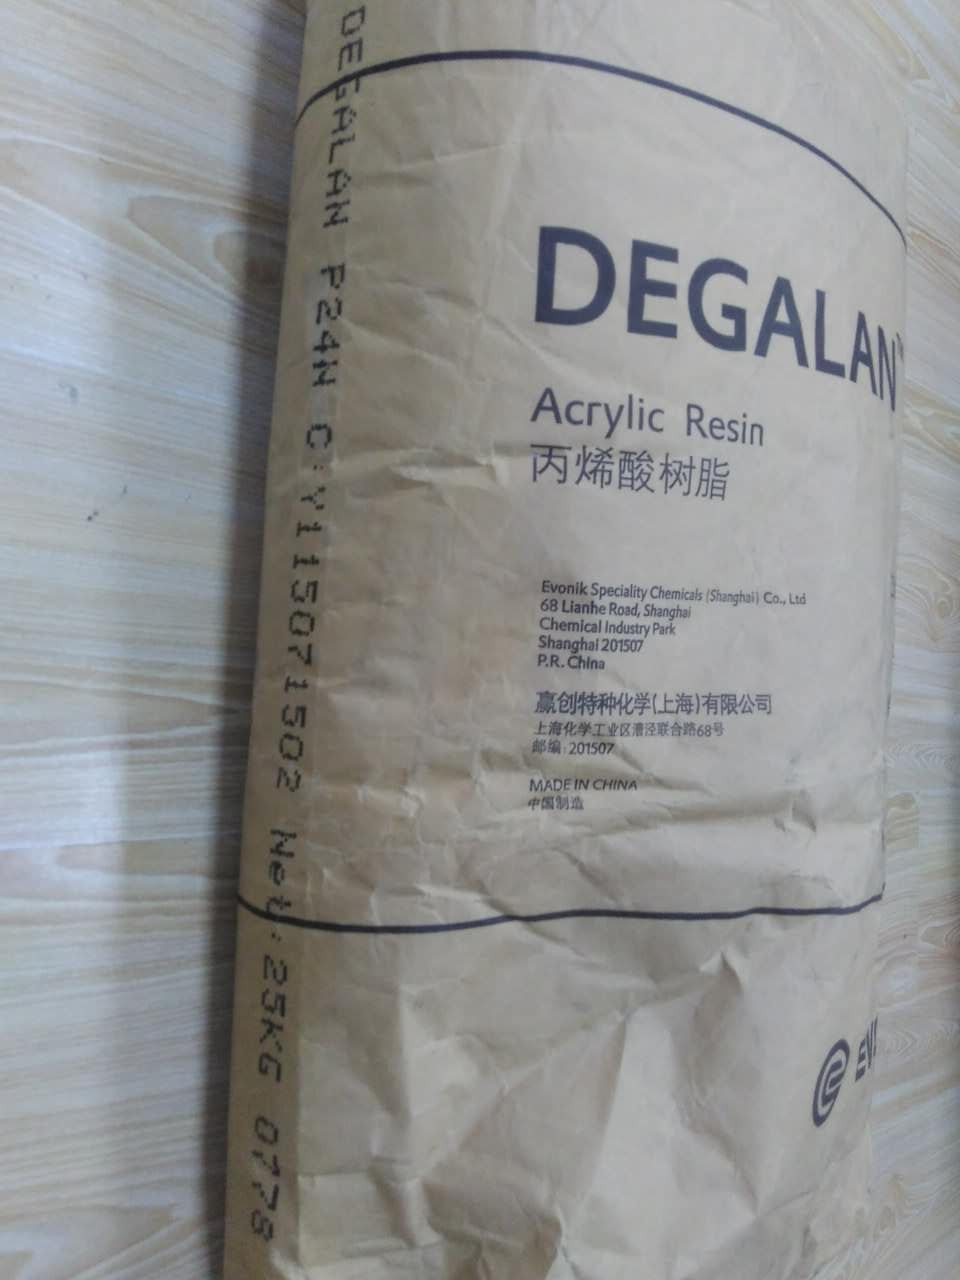 DEGALAN P24N C:Y1150715O2 Net:25KG 0778
DEGALAN™
Acrylic Resin
丙烯酸树脂
Evonik Speciality Chemicals (Shanghai) Co., Ltd
68 Lianhe Road, Shanghai
Chemical Industry Park
Shanghai 201507
P.R. China
赢创特种化学(上海)有限公司
上海化学工业区漕泾联合路68号
邮编: 201507
MADE IN CHINA
中国制造